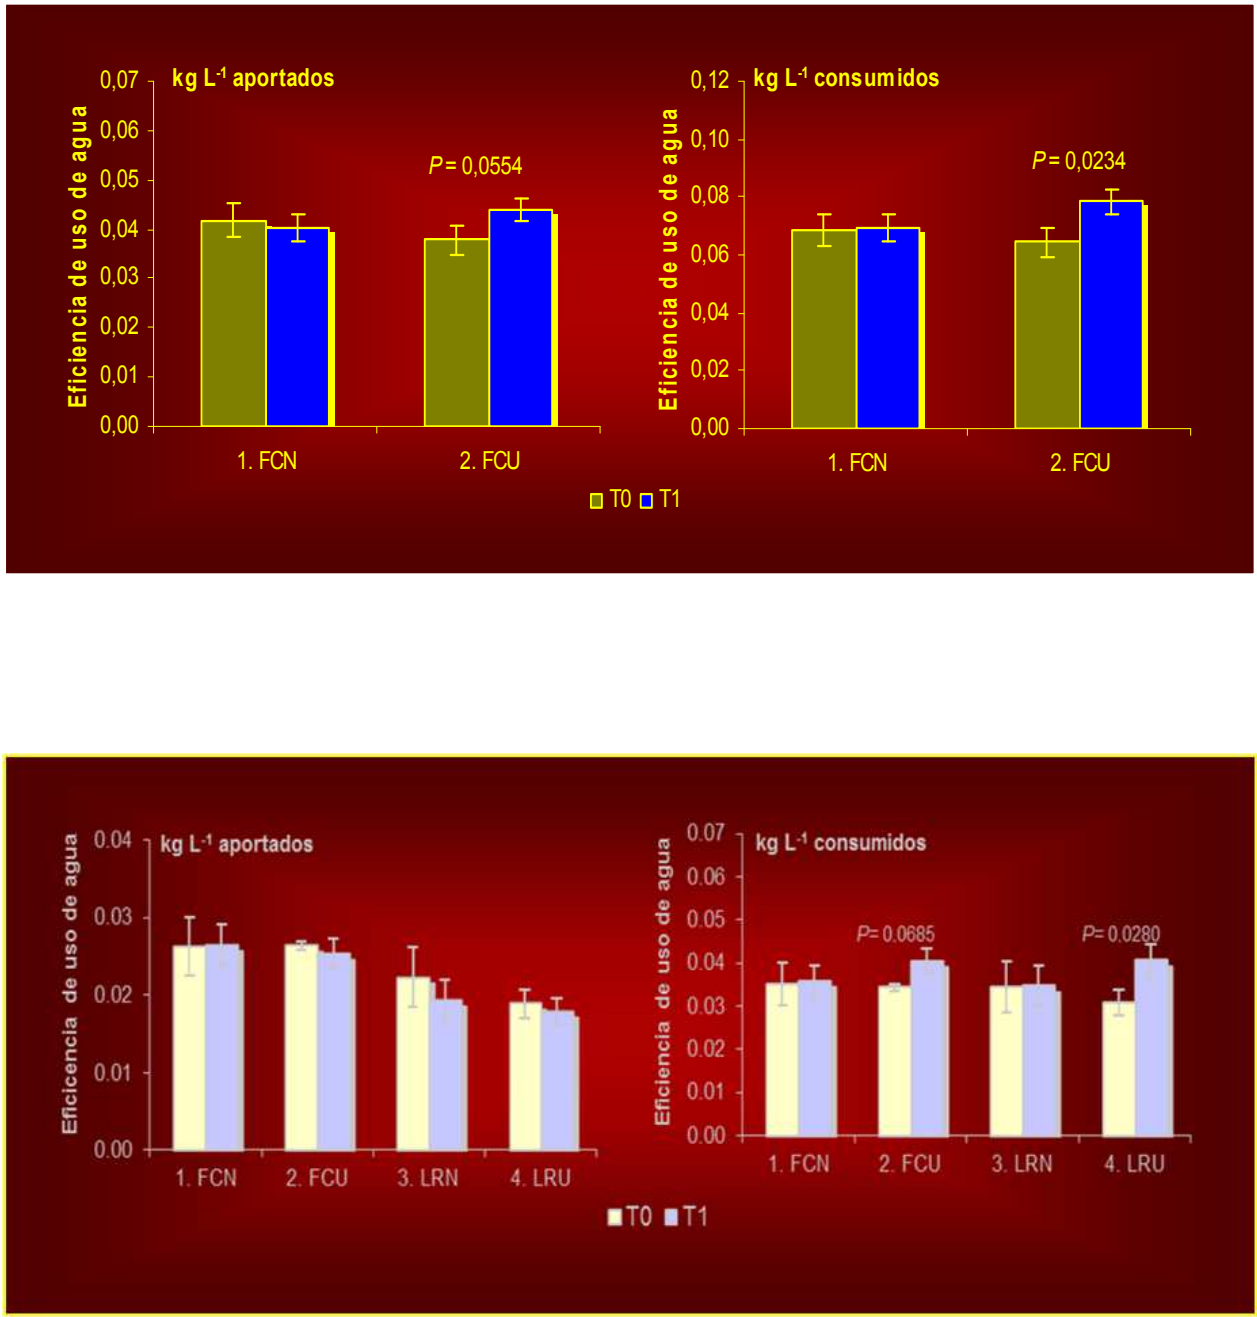 kg L-1 aportados
Eficiencia de uso de agua
0,07
0,06
0,05
0,04
0,03
0,02
0,01
0,00
P= 0,0554
1. FCN
2. FCU
kg L-1 consumidos
Eficiencia de uso de agua
0,12
0,10
0,08
0,06
0,04
0,02
0,00
P= 0,0234
1. FCN
2. FCU
T0 T1
kg L-1 aportados
Eficicencia de uso de agua
0.04
0.03
0.02
0.01
0.00
1. FCN
2. FCU
3. LRN
4. LRU
kg L-1 consumidos
Eficiencia de uso de agua
0.07
0.06
0.05
0.04
0.03
0.02
0.01
0.00
P= 0.0685
P= 0.0280
1. FCN
2. FCU
3. LRN
4. LRU
T0 T1